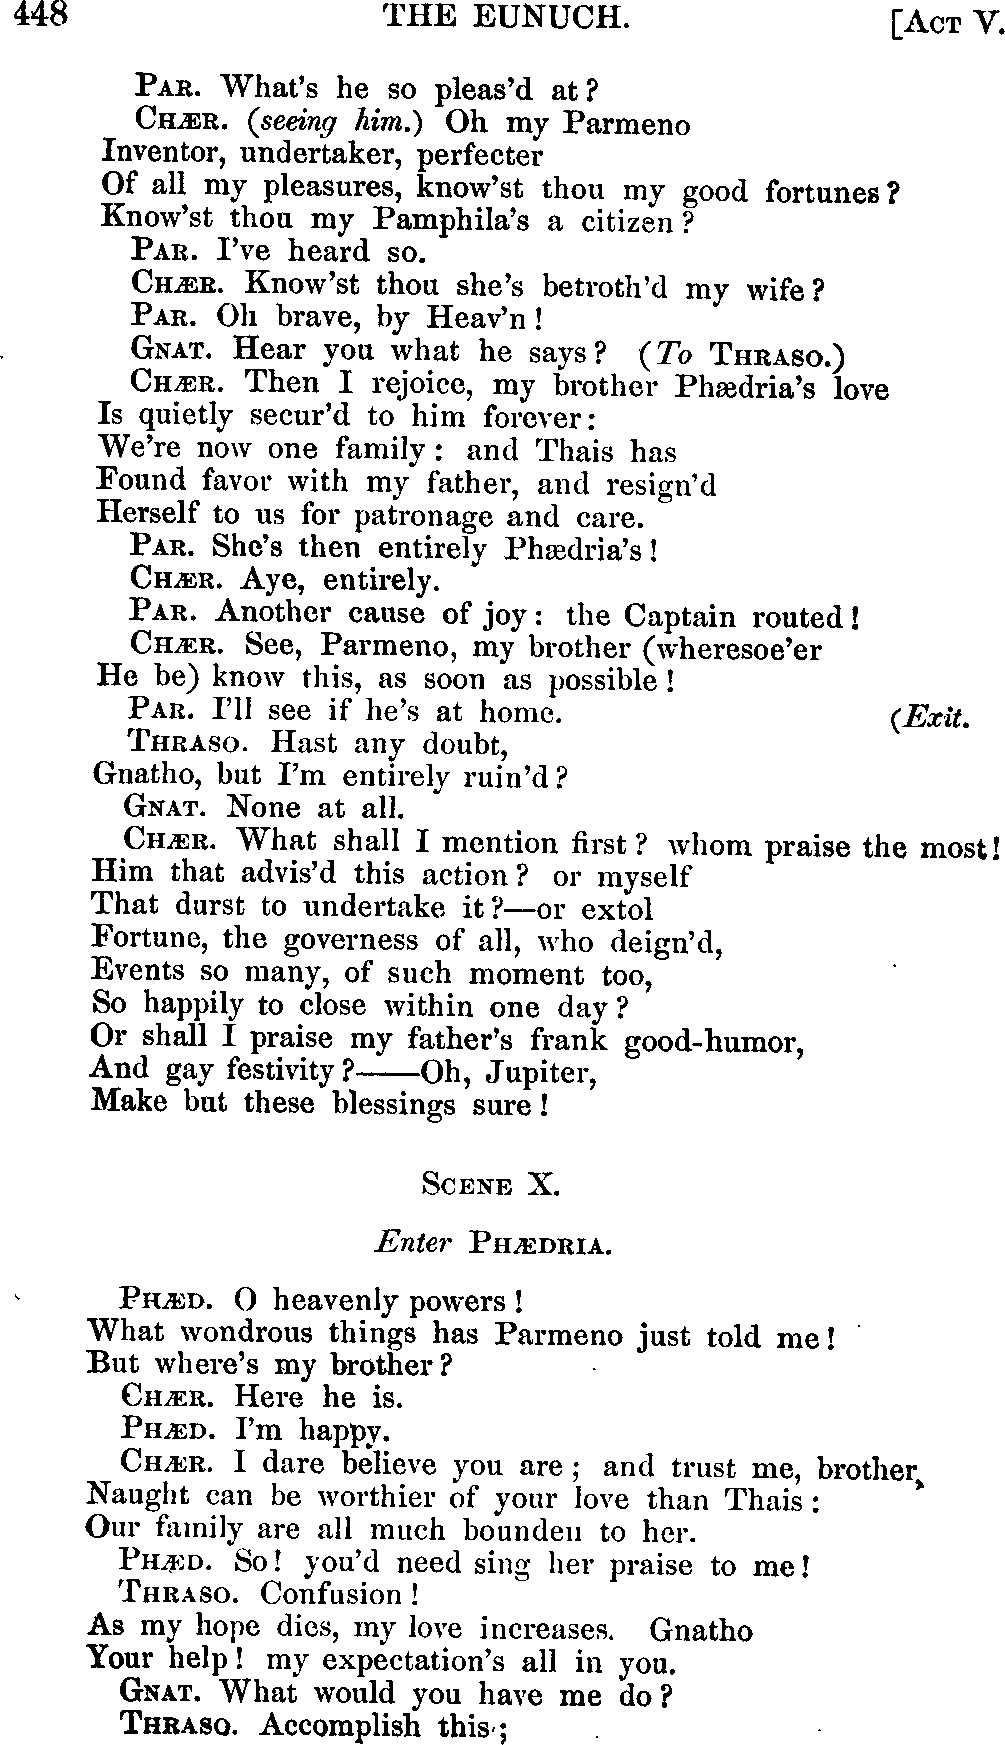 448 THE EUNUCH. [ACT V.
PAR. What's he so pleas'd at?
CHÆR. (seeing him.) Oh my Parmeno
Inventor, undertaker, perfecter
Of all my pleasures, know'st thou my good fortunes?
Know'st thou my Pamphila's a citizen?
PAR. I've heard so.
CHÆR. Know'st thou she's betroth'd my wife?
PAR. Oh brave, by Heav'n!
GNAT. Hear you what he says? (To THRASO.)
CHÆR. Then I rejoice, my brother Phædria's love
Is quietly secur'd to him forever:
We're now one family: and Thais has
Found favor with my father, and resign'd
Herself to us for patronage and care.
PAR. She's then entirely Phædria's!
CHÆR. Aye, entirely.
PAR. Another cause of joy: the Captain routed!
CHÆR. See, Parmeno, my brother (wheresoe'er
He be) know this, as soon as possible!
PAR. I'll see if he's at home. (Exit.
THRASO. Hast any doubt,
Gnatho, but I'm entirely ruin'd?
GNAT. None at all.
CHÆR. What shall I mention first? whom praise the most!
Him that advis'd this action? or myself
That durst to undertake it?—or extol
Fortune, the governess of all, who deign'd,
Events so many, of such moment too,
So happily to close within one day?
Or shall I praise my father's frank good-humor,
And gay festivity?——Oh, Jupiter,
Make but these blessings sure!
SCENE X.
Enter PHÆDRIA.
PHÆD. O heavenly powers!
What wondrous things has Parmeno just told me!
But where's my brother?
CHÆR. Here he is.
PHÆD. I'm happy.
CHÆR. I dare believe you are; and trust me, brother,
Naught can be worthier of your love than Thais:
Our family are all much bounden to her.
PHÆD. So! you'd need sing her praise to me!
THRASO. Confusion!
As my hope dies, my love increases. Gnatho
Your help! my expectation's all in you.
GNAT. What would you have me do?
THRASO. Accomplish this;